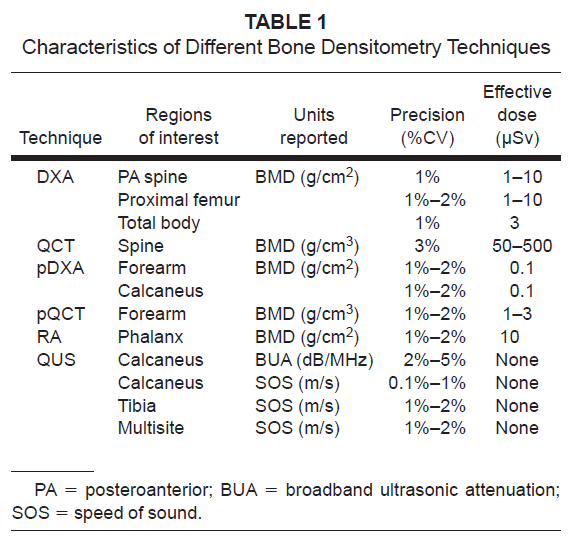 TABLE 1
Characteristics of Different Bone Densitometry Techniques
Technique Regions of interest Units reported Precision (%CV) Effective dose (μSv)
DXA PA spine BMD (g/cm²) 1% 1–10
Proximal femur 1%–2% 1–10
Total body 1% 3
QCT Spine BMD (g/cm³) 3% 50–500
pDXA Forearm BMD (g/cm²) 1%–2% 0.1
Calcaneus 1%–2% 0.1
pQCT Forearm BMD (g/cm³) 1%–2% 1–3
RA Phalanx BMD (g/cm²) 1%–2% 10
QUS Calcaneus BUA (dB/MHz) 2%–5% None
Calcaneus SOS (m/s) 0.1%–1% None
Tibia SOS (m/s) 1%–2% None
Multisite SOS (m/s) 1%–2% None
PA = posteroanterior; BUA = broadband ultrasonic attenuation;
SOS = speed of sound.